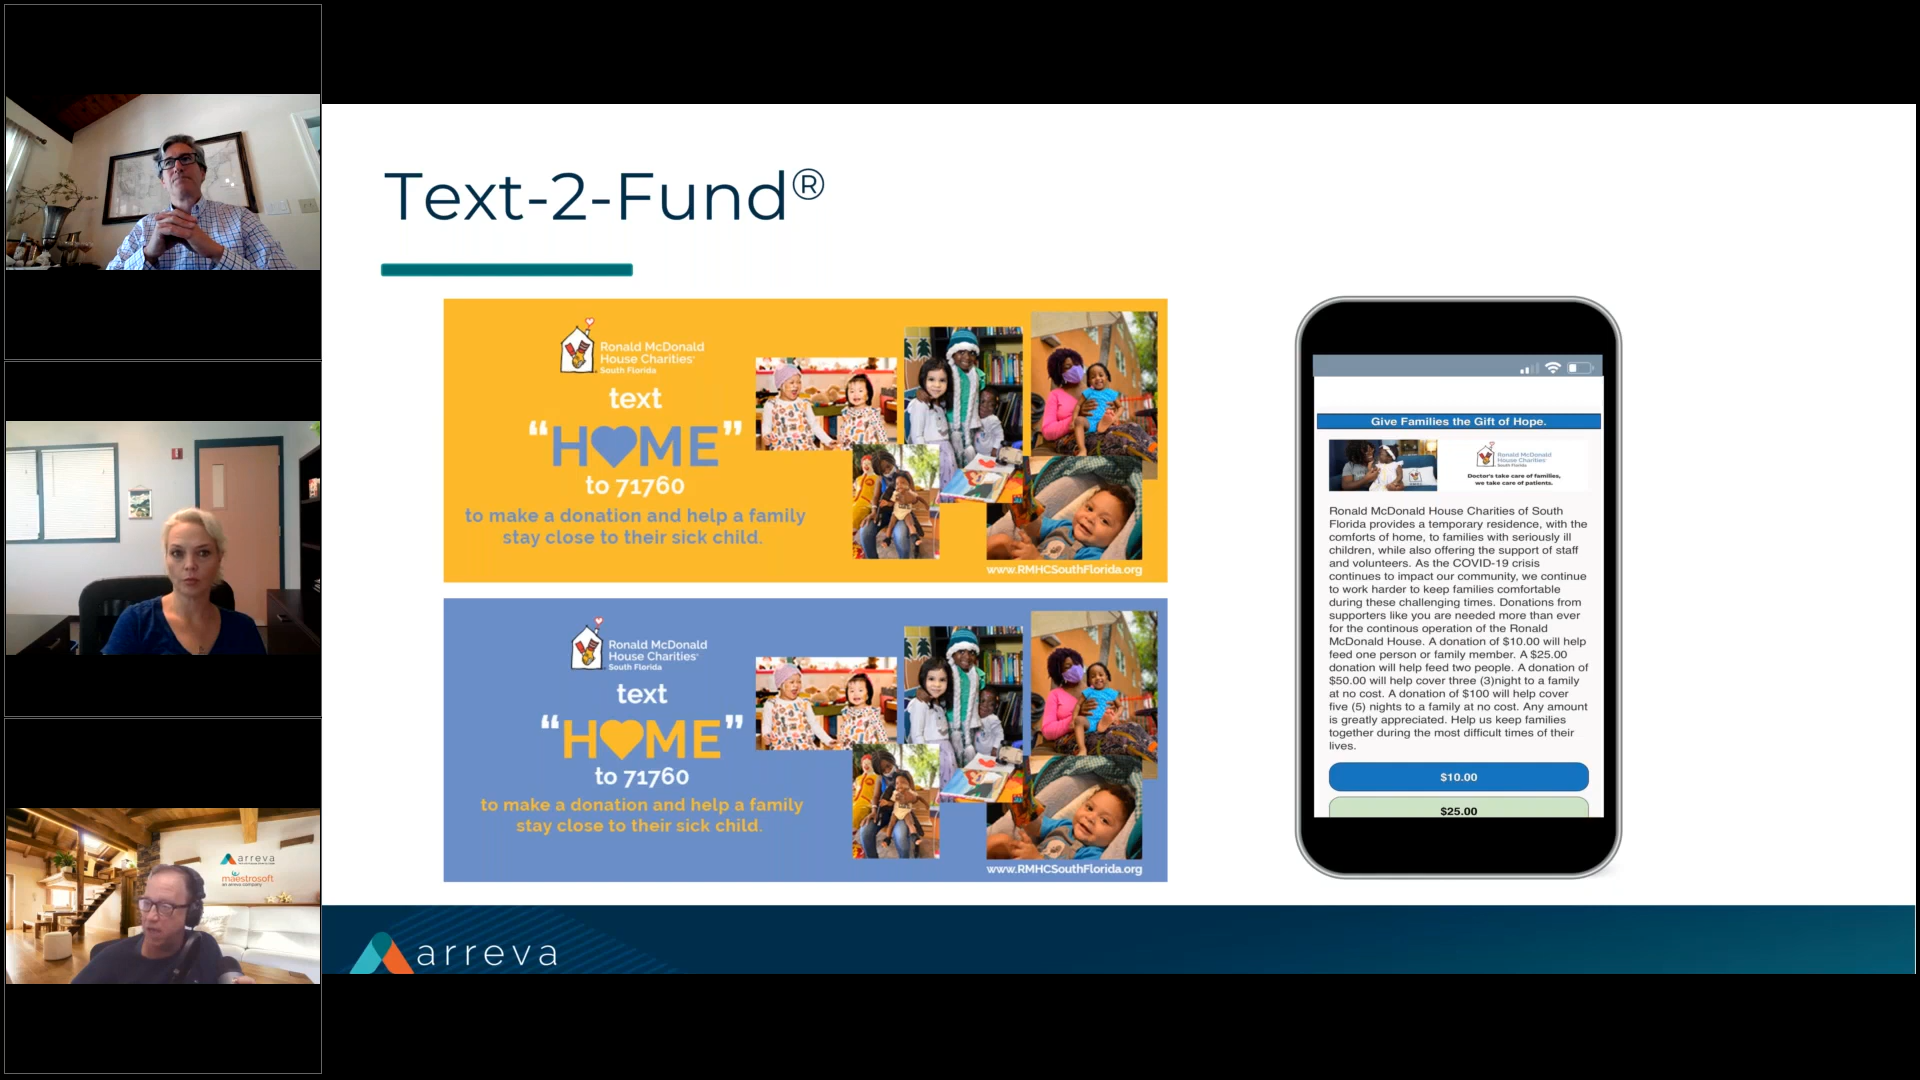 Text-2-Fund®
Ronald McDonald
House Charities®
South Florida
text
“HOME”
to 71760
to make a donation and help a family
stay close to their sick child.
www.RMHCSouthFlorida.org
Ronald McDonald
House Charities®
South Florida
text
“HOME”
to 71760
to make a donation and help a family
stay close to their sick child.
www.RMHCSouthFlorida.org
Give Families the Gift of Hope.
Ronald McDonald
House Charities
South Florida
Doctor's take care of families,
we take care of patients.
Ronald McDonald House Charities of South
Florida provides a temporary residence, with the
comforts of home, to families with seriously ill
children, while also offering the support of staff
and volunteers. As the COVID-19 crisis
continues to impact our community, we continue
to work harder to keep families comfortable
during these challenging times. Donations from
supporters like you are needed more than ever
for the continous operation of the Ronald
McDonald House. A donation of $10.00 will help
feed one person or family member. A $25.00
donation will help feed two people. A donation of
$50.00 will help cover three (3)night to a family
at no cost. A donation of $100 will help cover
five (5) nights to a family at no cost. Any amount
is greatly appreciated. Help us keep families
together during the most difficult times of their
lives.
$10.00
$25.00
arreva
arreva
maestrosoft
an arreva company